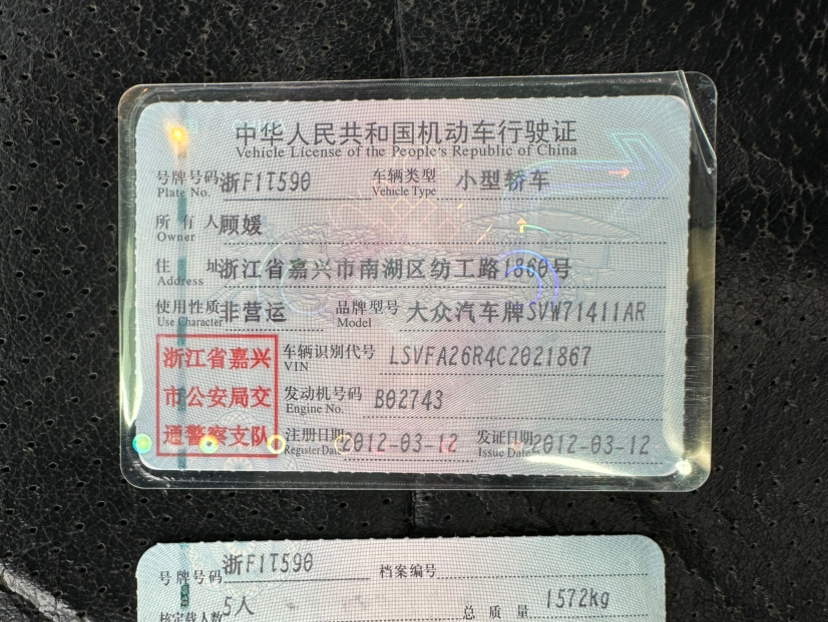 中华人民共和国机动车行驶证
Vehicle License of the People's Republic of China
号牌号码 浙F1T590 车辆类型 小型轿车
Plate No. Vehicle Type
所有人 顾媛
Owner
住址 浙江省嘉兴市南湖区纺工路1860号
Address
使用性质 非营运 品牌型号 大众汽车牌SVW71411AR
Use Character Model
浙江省嘉兴 车辆识别代号 LSVFA26R4C2021867
VIN
市公安局交 发动机号码 B02743
Engine No.
通警察支队 注册日期 2012-03-12 发证日期 2012-03-12
Register Date Issue Date
号牌号码 浙F1T590 档案编号
核定载人数 5人 总质量 1572kg